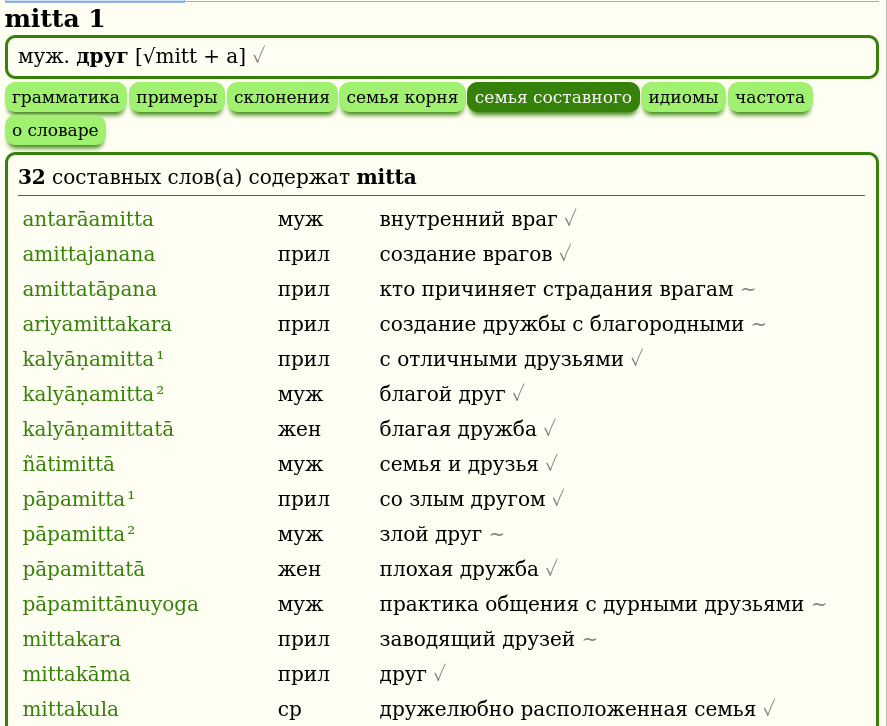 mitta 1
муж. друг [√mitt + a] √
грамматика примеры склонения семья корня семья составного идиомы частота
о словаре
32 составных слов(а) содержат mitta
antarāamitta муж внутренний враг √
amittajanana прил создание врагов √
amittatāpana прил кто причиняет страдания врагам ~
ariyamittakara прил создание дружбы с благородными ~
kalyāṇamitta¹ прил с отличными друзьями √
kalyāṇamitta² муж благой друг √
kalyāṇamittatā жен благая дружба √
ñātimittā муж семья и друзья √
pāpamitta¹ прил со злым другом √
pāpamitta² муж злой друг ~
pāpamittatā жен плохая дружба √
pāpamittānuyoga муж практика общения с дурными друзьями ~
mittakara прил заводящий друзей ~
mittakāma прил друг √
mittakula ср дружелюбно расположенная семья √